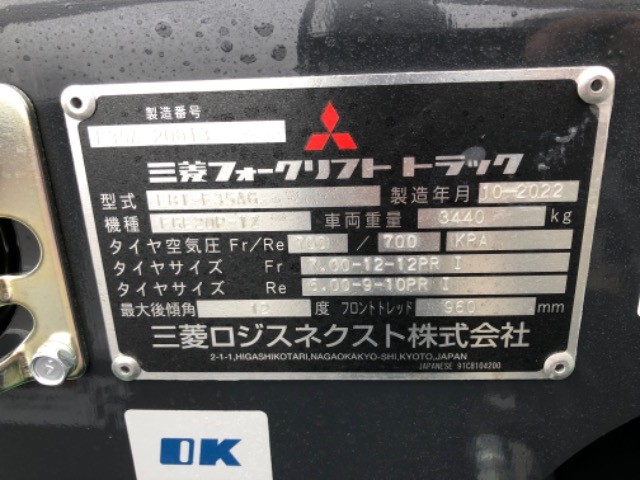 製造番号
三菱フォークリフト トラック
型式 製造年月 10-2022
機種 車両重量 3440 kg
タイヤ空気圧 Fr/Re 700 / 700 KPA
タイヤサイズ Fr 7.00-12-12PR I
タイヤサイズ Re 6.00-9-10PR I
最大後傾角 度 フロントトレッド 960 mm
三菱ロジスネクスト株式会社
2-1-1,HIGASHIKOTARI,NAGAOKAKYO-SHI,KYOTO,JAPAN
JAPANESE 91C8104200
OK